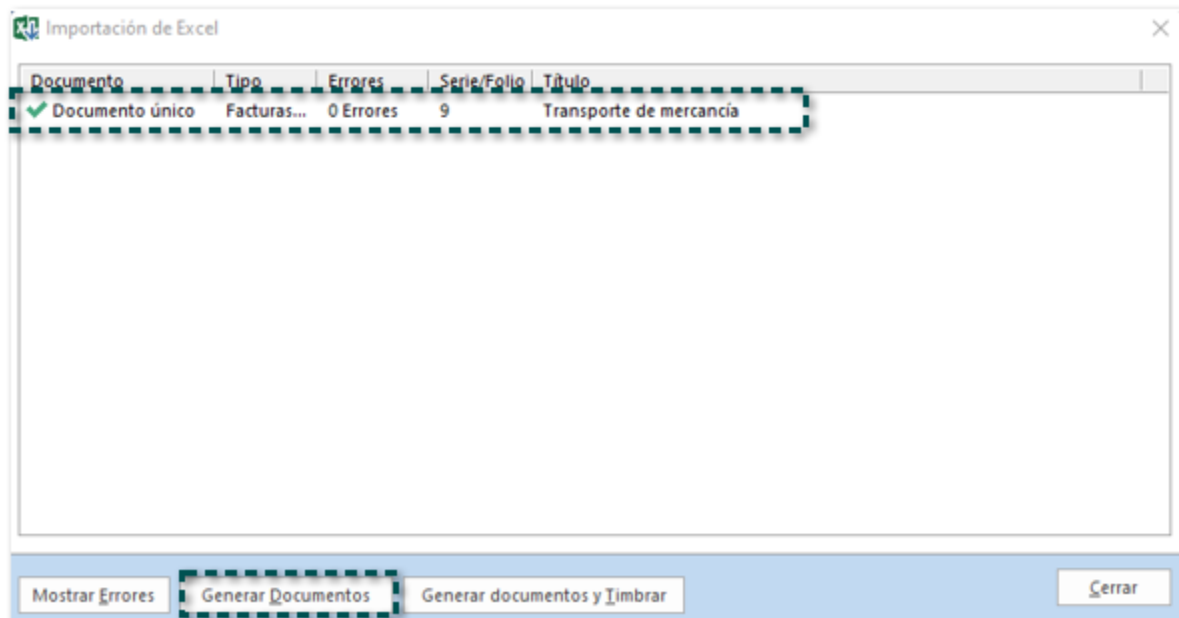 Importación de Excel
Documento Tipo Errores Serie/Folio Título
Documento único Facturas... 0 Errores 9 Transporte de mercancía
Mostrar Errores Generar Documentos Generar documentos y Timbrar Cerrar